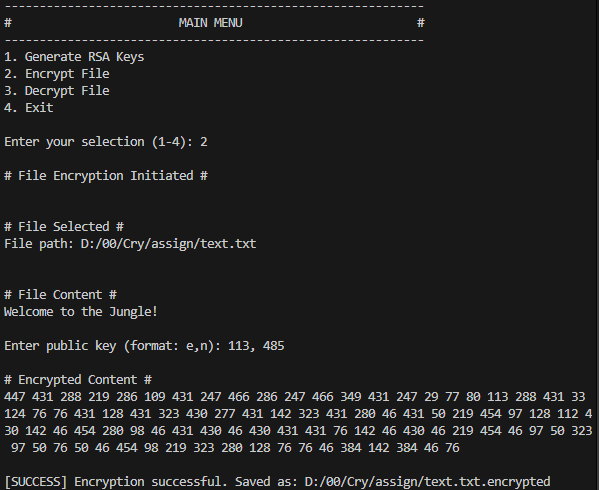 ------------------------------------------------------
# MAIN MENU #
------------------------------------------------------
1. Generate RSA Keys
2. Encrypt File
3. Decrypt File
4. Exit
Enter your selection (1-4): 2
# File Encryption Initiated #
# File Selected #
File path: D:/00/Cry/assign/text.txt
# File Content #
Welcome to the Jungle!
Enter public key (format: e,n): 113, 485
# Encrypted Content #
447 431 288 219 286 109 431 247 466 286 247 466 349 431 247 29 77 80 113 288 431 33
124 76 76 431 128 431 323 430 277 431 142 323 431 280 46 431 50 219 454 97 128 112 4
30 142 46 454 280 98 46 431 430 46 430 431 431 76 142 46 430 46 219 454 46 97 50 323
97 50 76 50 46 454 98 219 323 280 128 76 76 46 384 142 384 46 76
[SUCCESS] Encryption successful. Saved as: D:/00/Cry/assign/text.txt.encrypted